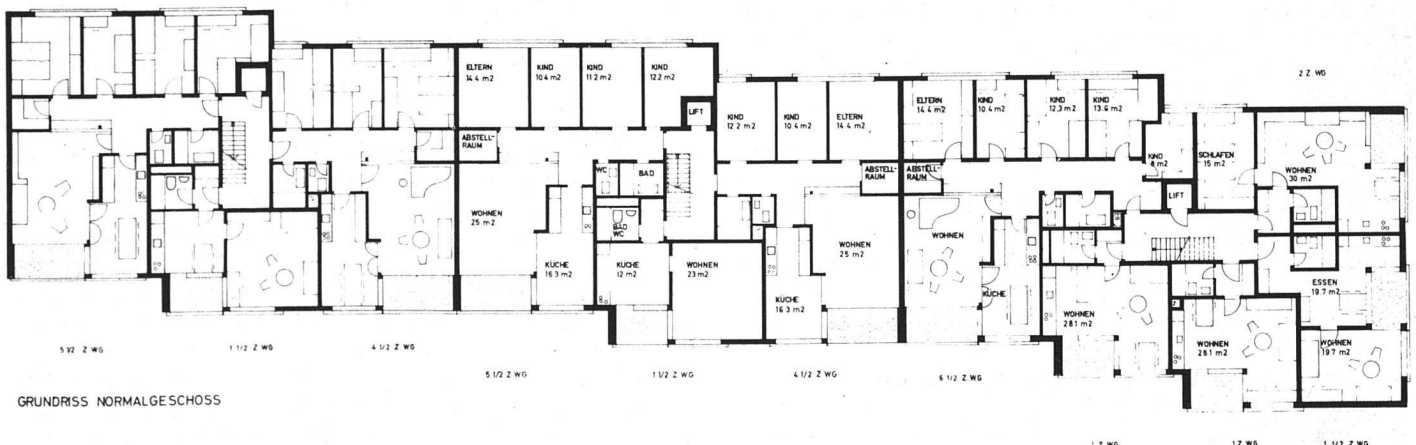 ELTERN
14.4 m2
KIND
10.4 m2
KIND
11.2 m2
KIND
12.2 m2
LIFT
ABSTELL-
RAUM
WC
BAD
WOHNEN
25 m2
BAD
WC
KÜCHE
16.3 m2
KÜCHE
12 m2
WOHNEN
23 m2
KIND
12.2 m2
KIND
10.4 m2
ELTERN
14.4 m2
ABSTELL-
RAUM
WOHNEN
25 m2
KÜCHE
16.3 m2
ELTERN
14.4 m2
KIND
10.4 m2
KIND
12.3 m2
KIND
13.6 m2
ABSTELL-
RAUM
WOHNEN
KÜCHE
KIND
8 m2
SCHLAFEN
15 m2
LIFT
2 Z. WG
WOHNEN
30 m2
ESSEN
19.7 m2
WOHNEN
19.7 m2
WOHNEN
28.1 m2
WOHNEN
28.1 m2
5 1/2 Z WG
1 1/2 Z WG
4 1/2 Z WG
5 1/2 Z WG
1 1/2 Z WG
4 1/2 Z WG
6 1/2 Z WG
1 Z WG
1 Z WG
1 1/2 Z WG
GRUNDRISS NORMALGESCHOSS